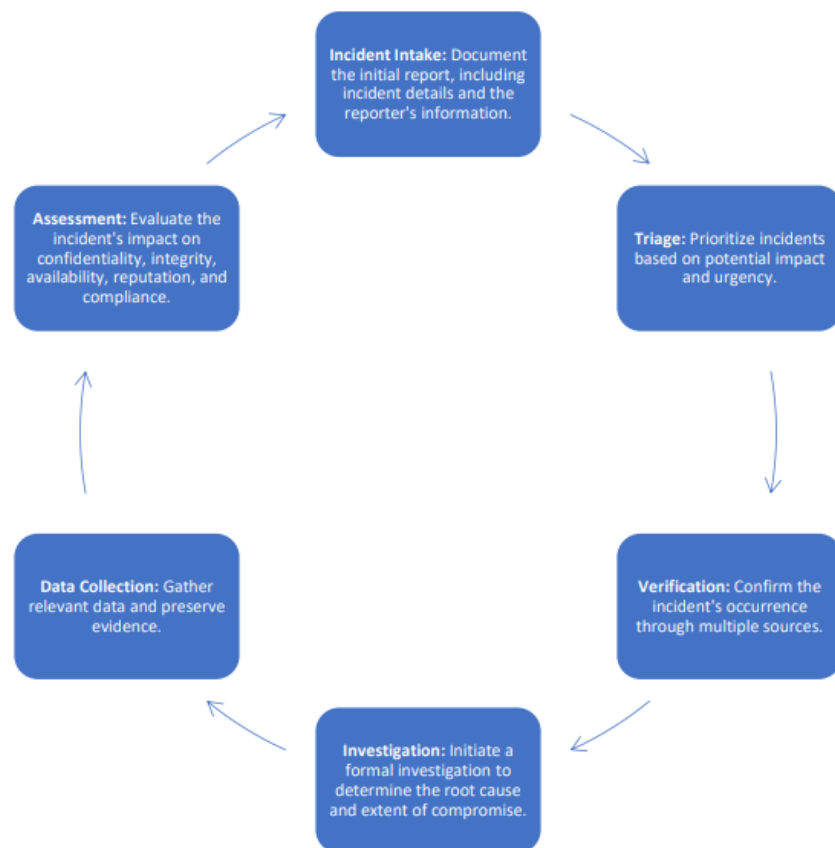 Incident Intake: Document
the initial report, including
incident details and the
reporter's information.
Triage: Prioritize incidents
based on potential impact
and urgency.
Verification: Confirm the
incident's occurrence
through multiple sources.
Investigation: Initiate a
formal investigation to
determine the root cause
and extent of compromise.
Data Collection: Gather
relevant data and preserve
evidence.
Assessment: Evaluate the
incident's impact on
confidentiality, integrity,
availability, reputation, and
compliance.